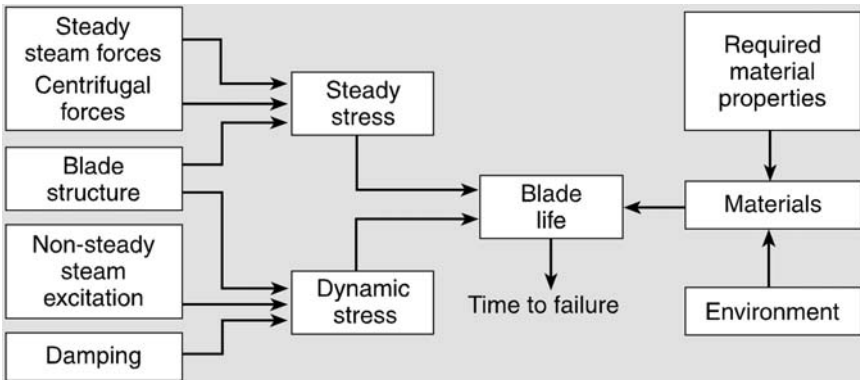 Steady
steam forces
Centrifugal
forces
Blade
structure
Non-steady
steam
excitation
Damping
Steady
stress
Dynamic
stress
Blade
life
Time to failure
Required
material
properties
Materials
Environment